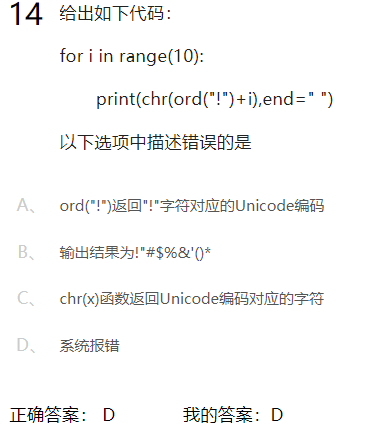 14 给出如下代码：
for i in range(10):
print(chr(ord("!")+i),end=" ")
以下选项中描述错误的是
A、 ord("!")返回"!"字符对应的Unicode编码
B、 输出结果为!"#$%&'()*
C、 chr(x)函数返回Unicode编码对应的字符
D、 系统报错
正确答案： D 我的答案：D